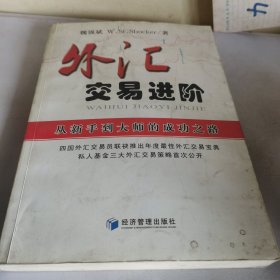 魏强斌 W.St.Shocker/著
外汇
交易进阶
WAIHUI JIAOYI JINJIE
从新手到大师的成功之路
四国外汇交易员联袂推出年度最佳外汇交易宝典
私人基金三大外汇交易策略首次公开
经济管理出版社